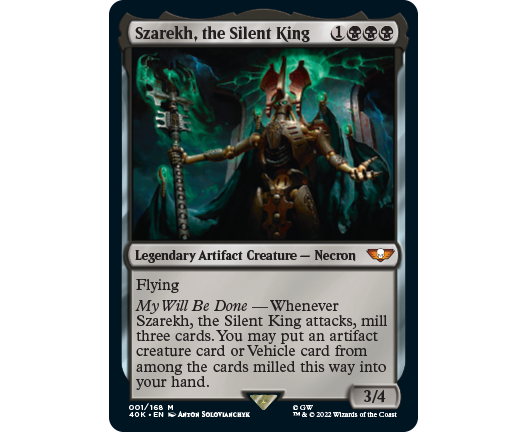 Szarekh, the Silent King 1
Legendary Artifact Creature — Necron
Flying
My Will Be Done — Whenever
Szarekh, the Silent King attacks, mill
three cards. You may put an artifact
creature card or Vehicle card from
among the cards milled this way into
your hand.
3/4
001/168 M
40K • EN Anton Solovianchyk
© GW
™ & © 2022 Wizards of the Coast